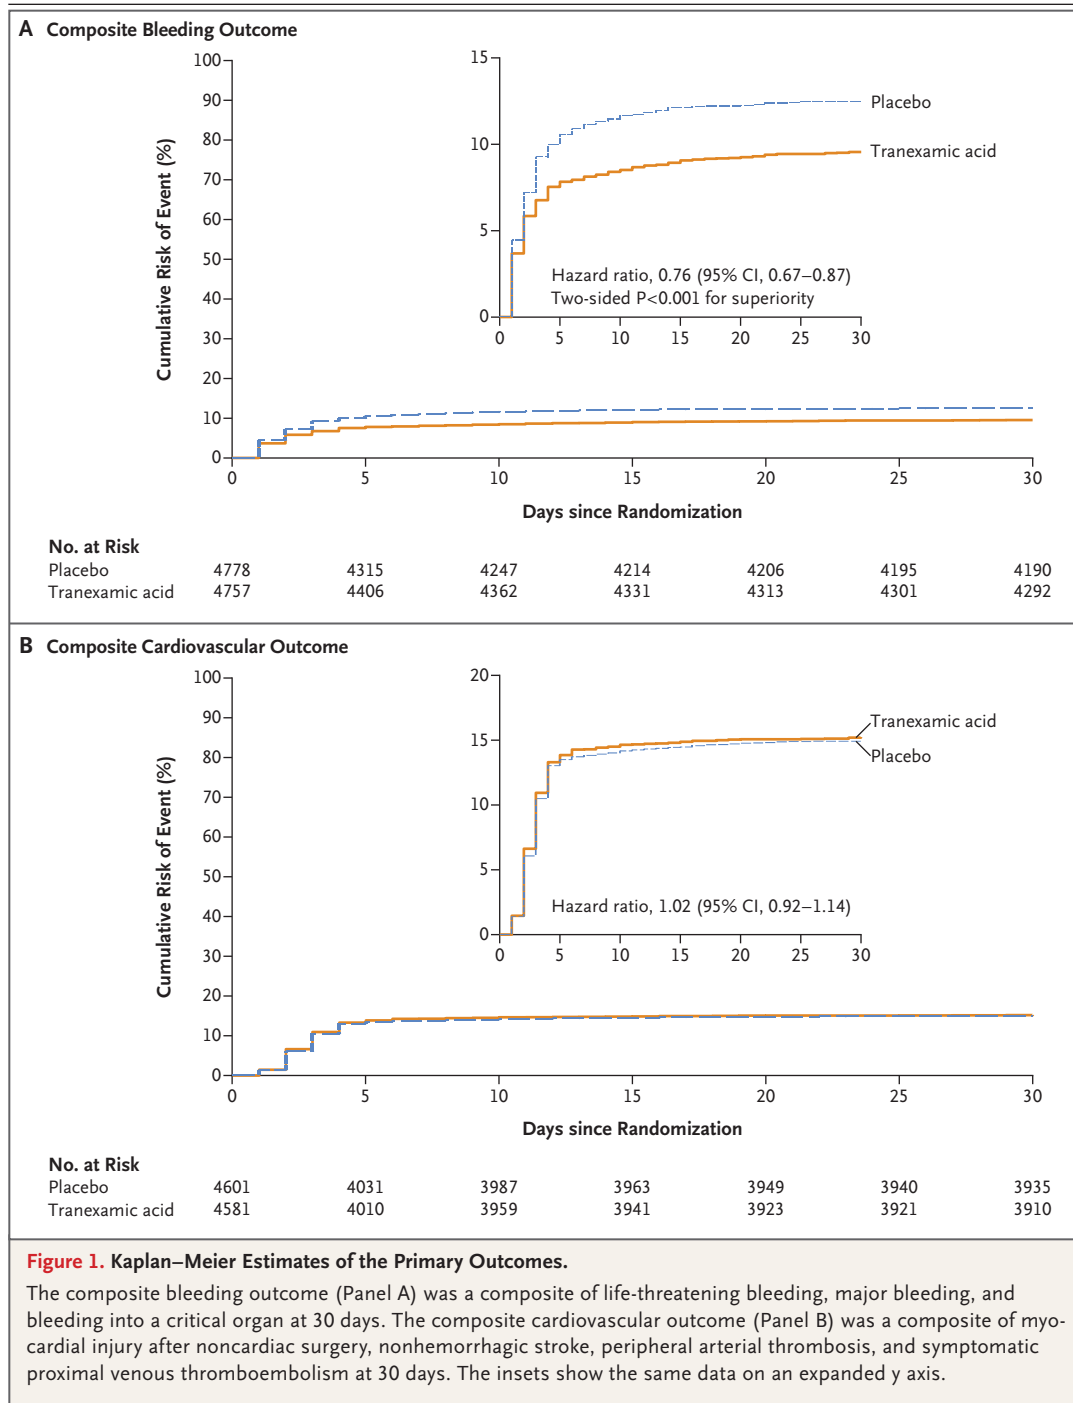 A Composite Bleeding Outcome
Cumulative Risk of Event (%)
100
90
80
70
60
50
40
30
20
10
0
0 5 10 15 20 25 30
Days since Randomization
15
10
5
0
0 5 10 15 20 25 30
Placebo
Tranexamic acid
Hazard ratio, 0.76 (95% CI, 0.67–0.87)
Two-sided P<0.001 for superiority
No. at Risk
Placebo 4778 4315 4247 4214 4206 4195 4190
Tranexamic acid 4757 4406 4362 4331 4313 4301 4292
B Composite Cardiovascular Outcome
Cumulative Risk of Event (%)
100
90
80
70
60
50
40
30
20
10
0
0 5 10 15 20 25 30
Days since Randomization
20
15
10
5
0
0 5 10 15 20 25 30
Tranexamic acid
Placebo
Hazard ratio, 1.02 (95% CI, 0.92–1.14)
No. at Risk
Placebo 4601 4031 3987 3963 3949 3940 3935
Tranexamic acid 4581 4010 3959 3941 3923 3921 3910
Figure 1. Kaplan–Meier Estimates of the Primary Outcomes.
The composite bleeding outcome (Panel A) was a composite of life-threatening bleeding, major bleeding, and
bleeding into a critical organ at 30 days. The composite cardiovascular outcome (Panel B) was a composite of myo-
cardial injury after noncardiac surgery, nonhemorrhagic stroke, peripheral arterial thrombosis, and symptomatic
proximal venous thromboembolism at 30 days. The insets show the same data on an expanded y axis.